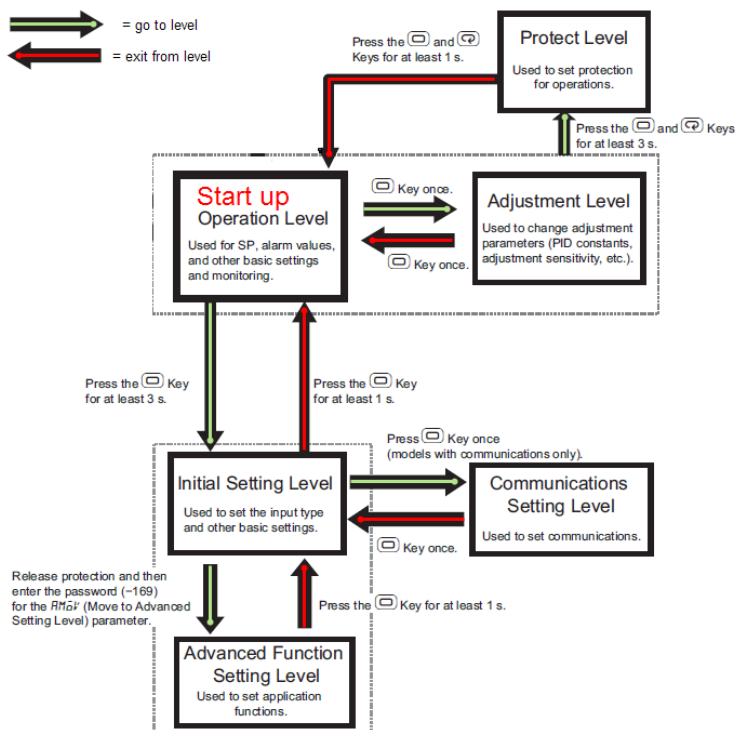 = go to level
= exit from level
Press the and
Keys for at least 1 s.
Protect Level
Used to set protection
for operations.
Press the and Keys
for at least 3 s.
Start up
Operation Level
Used for SP, alarm values,
and other basic settings
and monitoring.
Key once.
Key once.
Adjustment Level
Used to change adjustment
parameters (PID constants,
adjustment sensitivity, etc.).
Press the Key
for at least 3 s.
Press the Key
for at least 1 s.
Initial Setting Level
Used to set the input type
and other basic settings.
Press Key once
(models with communications only).
Key once.
Communications
Setting Level
Used to set communications.
Release protection and then
enter the password (−169)
for the AMoV (Move to Advanced
Setting Level) parameter.
Press the Key for at least 1 s.
Advanced Function
Setting Level
Used to set application
functions.